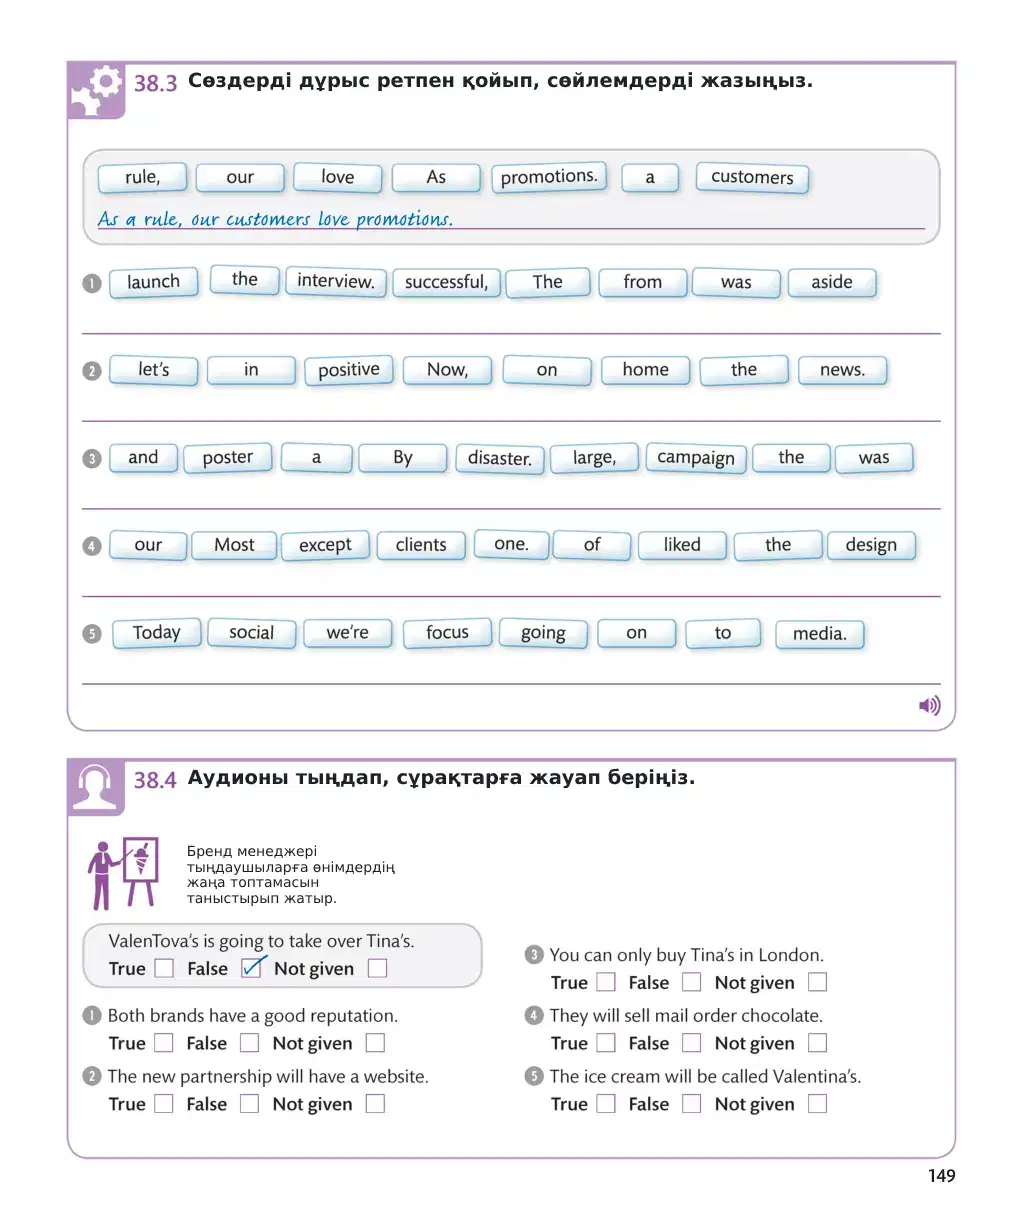 38.3 Сөздерді дұрыс ретпен қойып, сөйлемдерді жазыңыз.
rule, our love As promotions. a customers
As a rule, our customers love promotions.
1 launch the interview. successful, The from was aside
2 let's in positive Now, on home the news.
3 and poster a By disaster. large, campaign the was
4 our Most except clients one. of liked the design
5 Today social we're focus going on to media.
38.4 Аудионы тыңдап, сұрақтарға жауап беріңіз.
Бренд менеджері
тыңдаушыларға өнімдердің
жаңа топтамасын
таныстырып жатыр.
ValenTova's is going to take over Tina's.
True False Not given
1 Both brands have a good reputation.
True False Not given
2 The new partnership will have a website.
True False Not given
3 You can only buy Tina's in London.
True False Not given
4 They will sell mail order chocolate.
True False Not given
5 The ice cream will be called Valentina's.
True False Not given
149